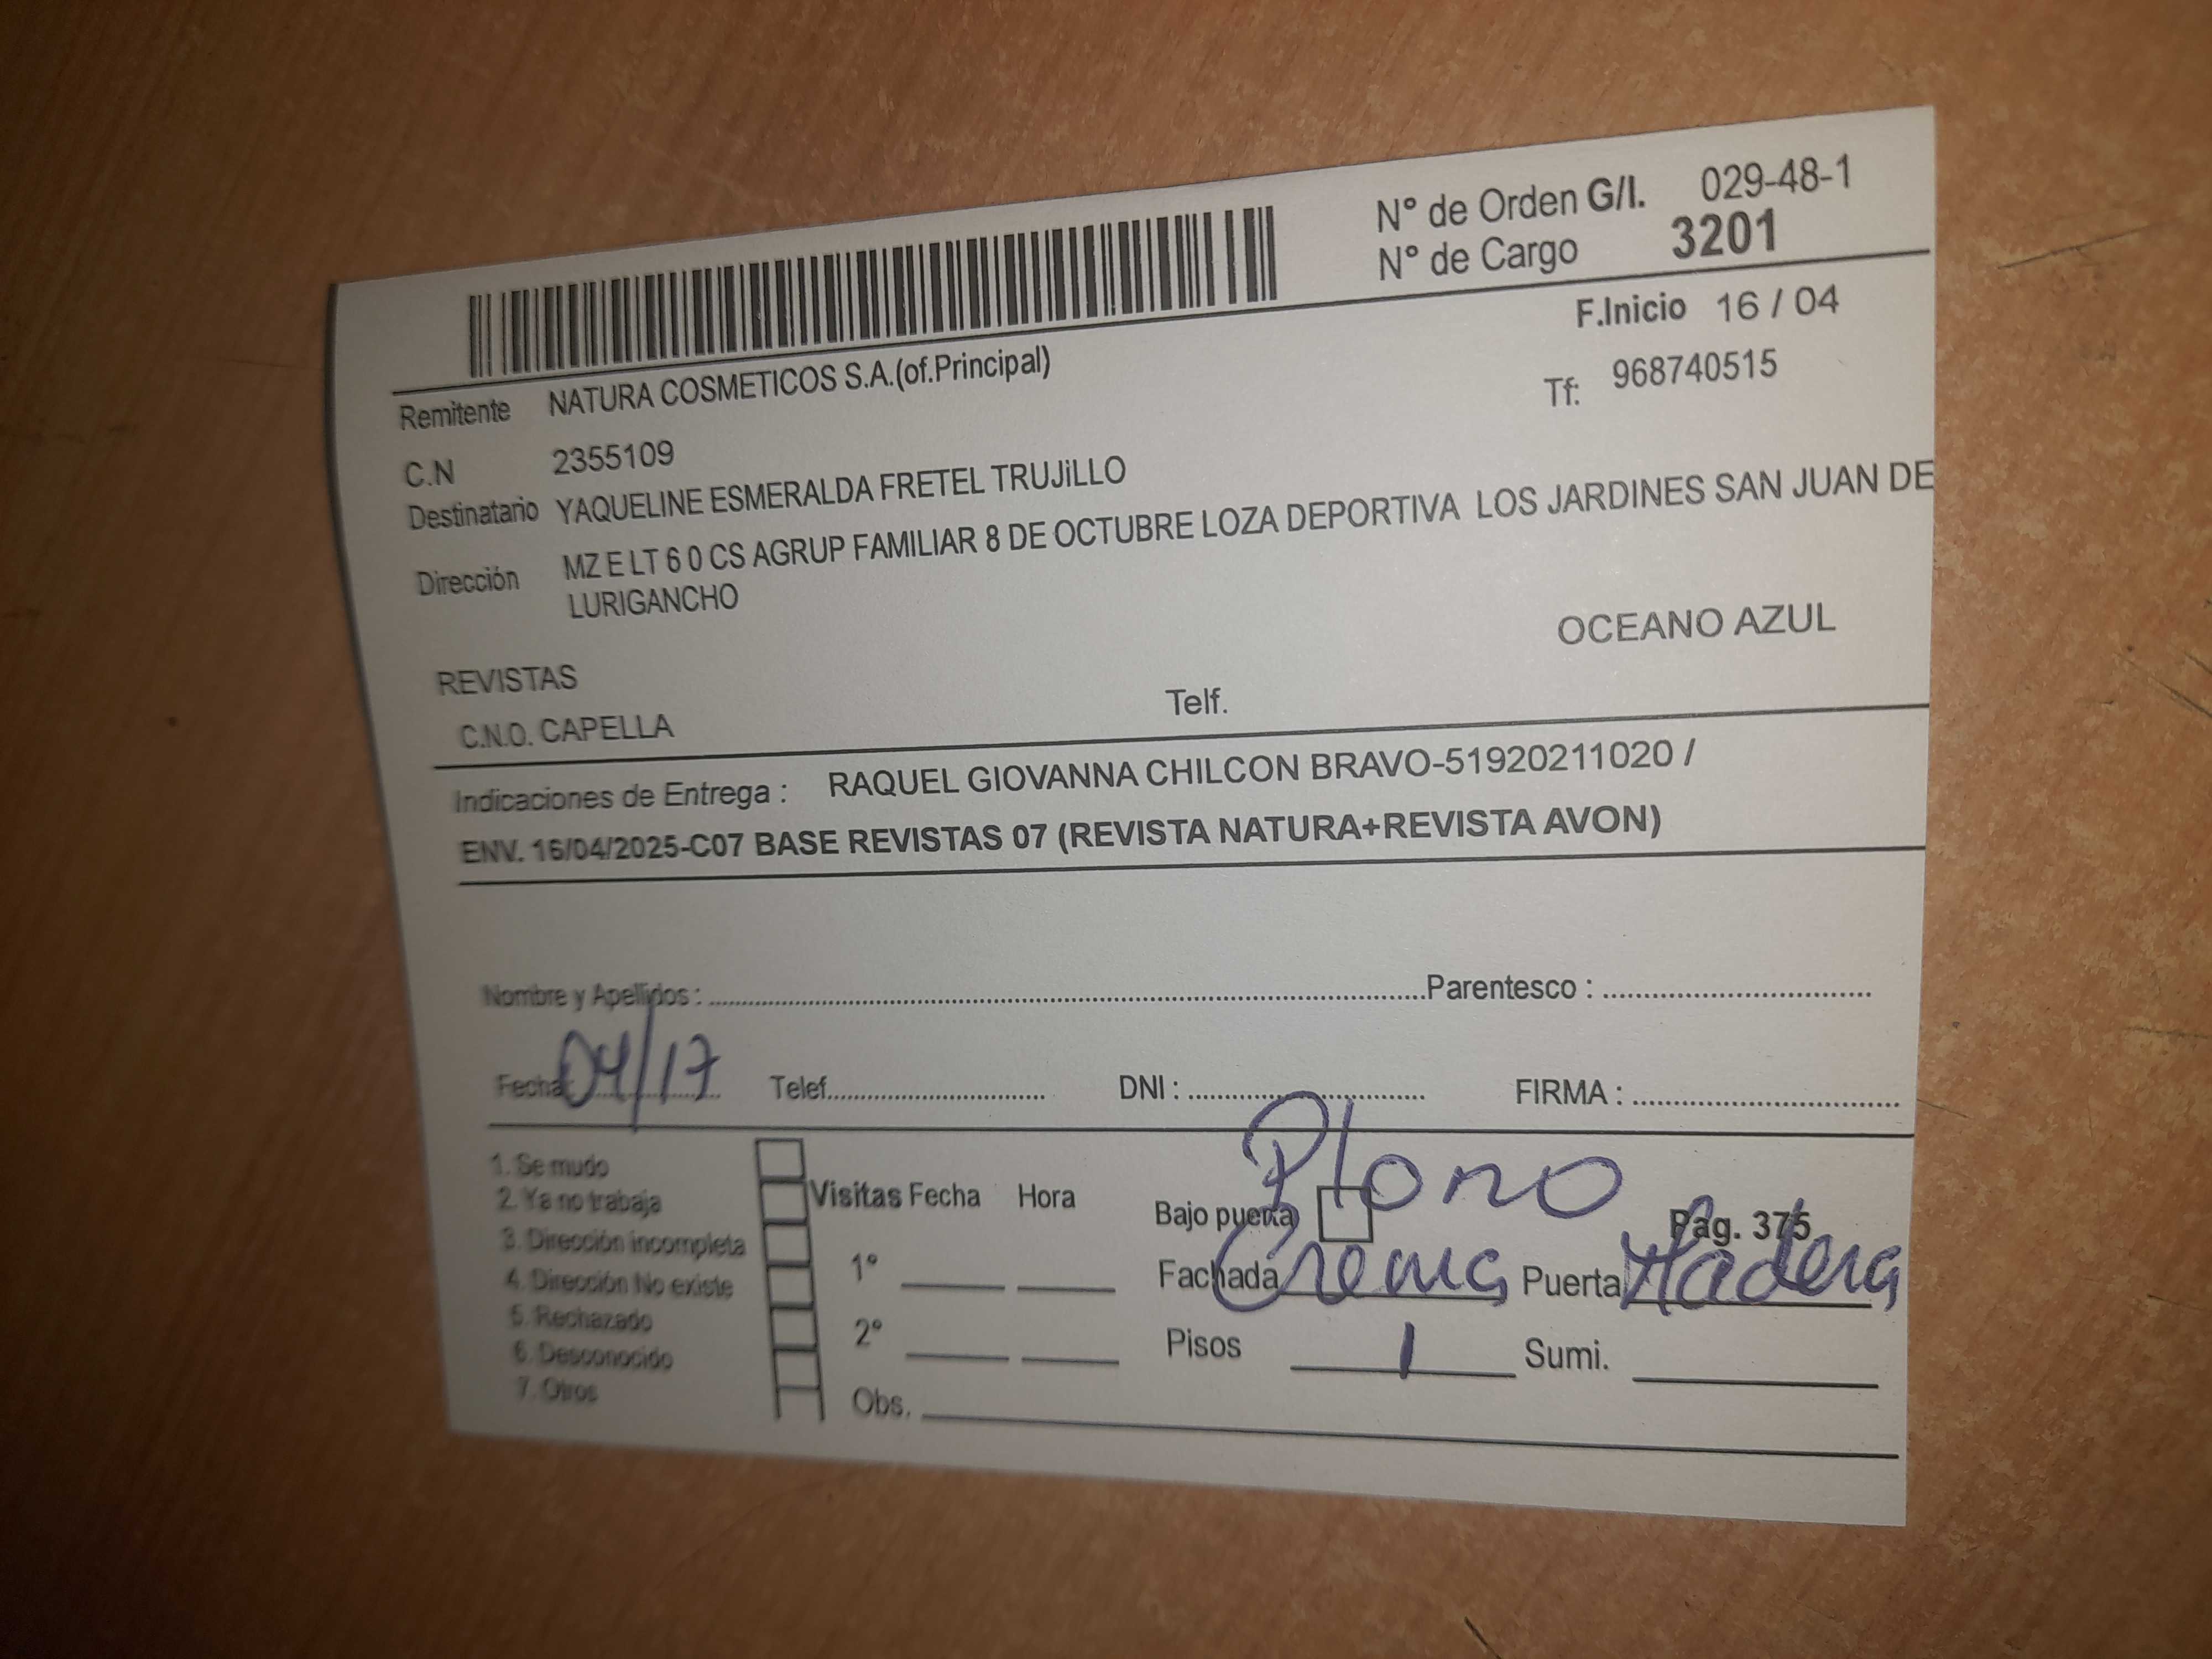 N° de Orden G/I. 029-48-1
N° de Cargo 3201
F.Inicio 16 / 04
Remitente NATURA COSMETICOS S.A.(of.Principal)
Tf: 968740515
C.N 2355109
Destinatario YAQUELINE ESMERALDA FRETEL TRUJiLLO
Dirección MZ E LT 6 0 CS AGRUP FAMILIAR 8 DE OCTUBRE LOZA DEPORTIVA LOS JARDINES SAN JUAN DE
LURIGANCHO
OCEANO AZUL
REVISTAS
C.N.O. CAPELLA Telf.
Indicaciones de Entrega : RAQUEL GIOVANNA CHILCON BRAVO-51920211020 /
ENV. 16/04/2025-C07 BASE REVISTAS 07 (REVISTA NATURA+REVISTA AVON)
Nombre y Apellidos : Parentesco :
Fecha: 04/17 Telef. DNI : FIRMA :
Plono
1. Se mudo
2. Ya no trabaja
3. Dirección incompleta
4. Dirección No existe
5. Rechazado
6. Desconocido
7. Otros
Visitas Fecha Hora
1°
2°
Obs.
Bajo puerta Pág. 375
Fachada Crema Puerta Madera
Pisos 1 Sumi.